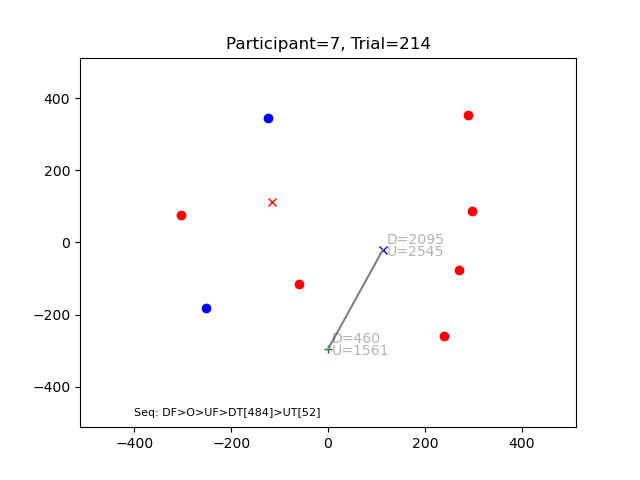 Participant=7, Trial=214
400
200
0
−200
−400
D=2095
U=2545
D=460
U=1561
Seq: DF>O>UF>DT[484]>UT[52]
−400 −200 0 200 400